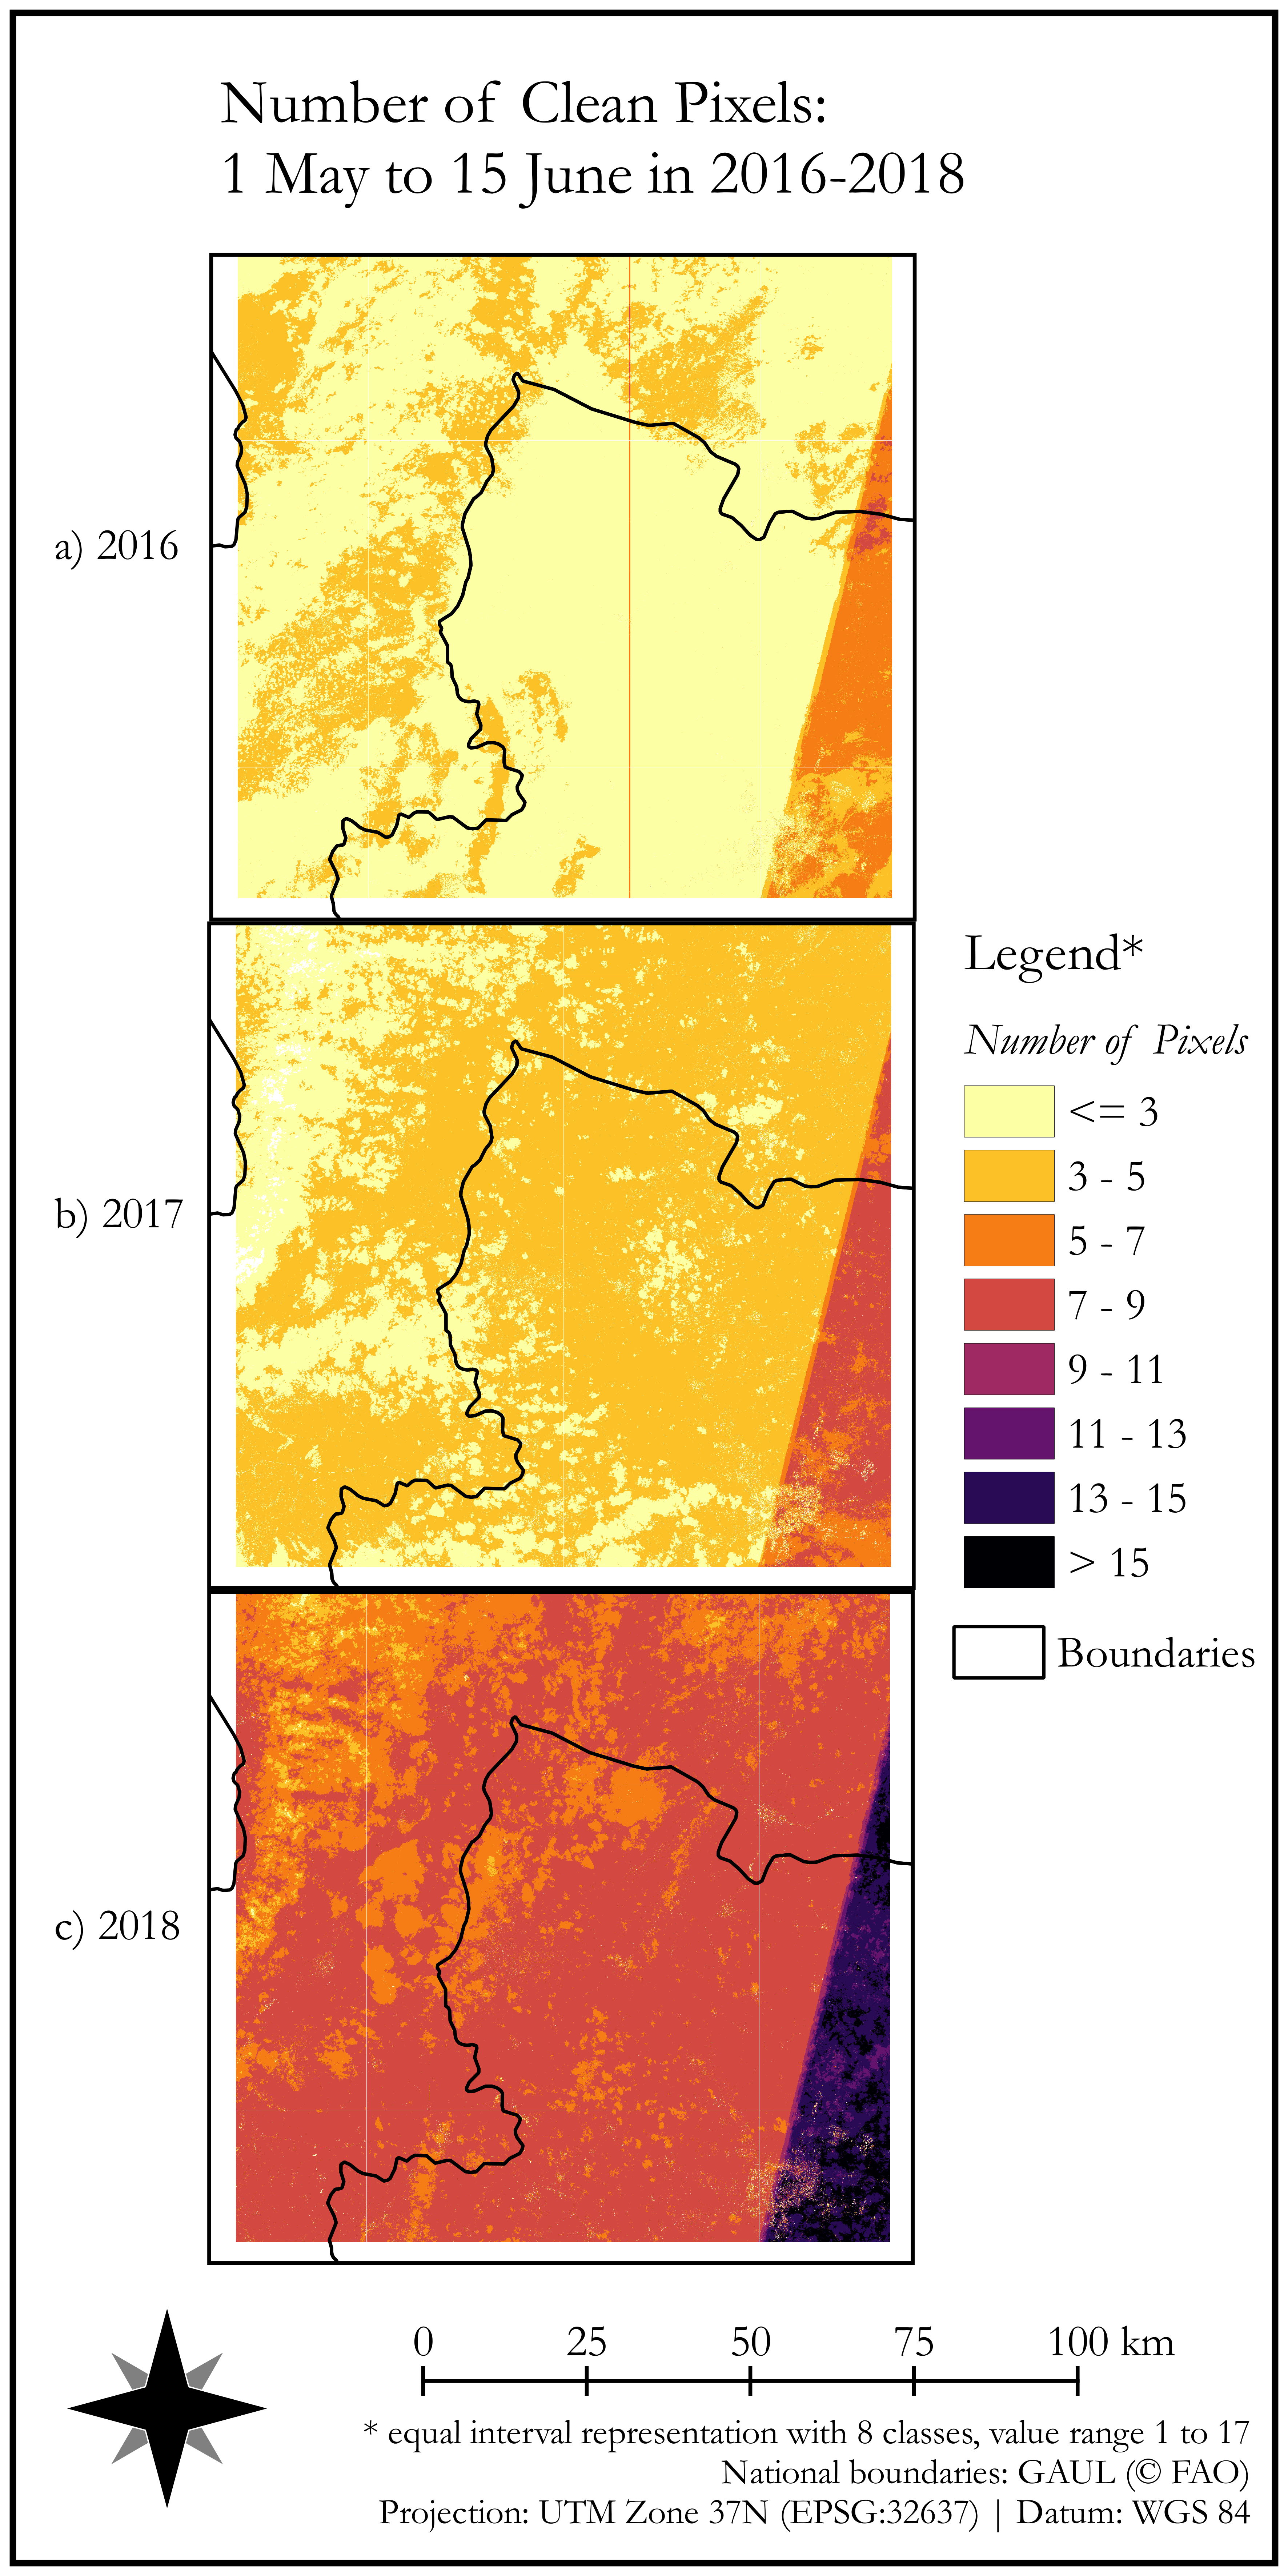 Number of Clean Pixels:
1 May to 15 June in 2016-2018
a) 2016
b) 2017
c) 2018
Legend*
Number of Pixels
<= 3
3 - 5
5 - 7
7 - 9
9 - 11
11 - 13
13 - 15
> 15
Boundaries
0 25 50 75 100 km
* equal interval representation with 8 classes, value range 1 to 17
National boundaries: GAUL (© FAO)
Projection: UTM Zone 37N (EPSG:32637) | Datum: WGS 84